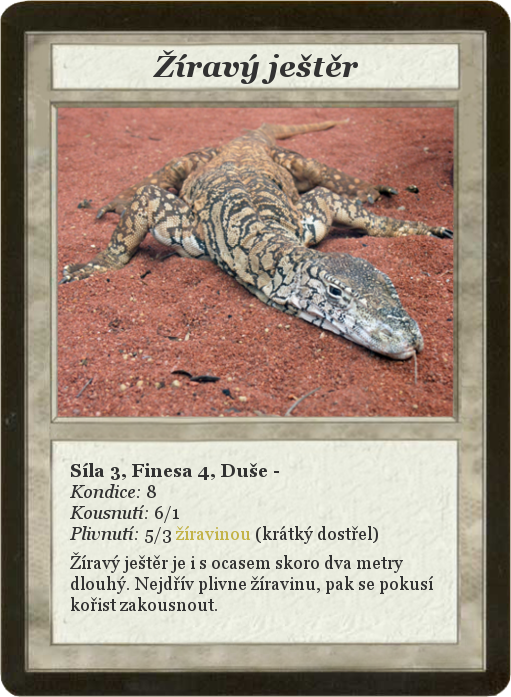 Žíravý ještěr
Síla 3, Finesa 4, Duše -
Kondice: 8
Kousnutí: 6/1
Plivnutí: 5/3 žíravinou (krátký dostřel)
Žíravý ještěr je i s ocasem skoro dva metry
dlouhý. Nejdřív plivne žíravinu, pak se pokusí
kořist zakousnout.